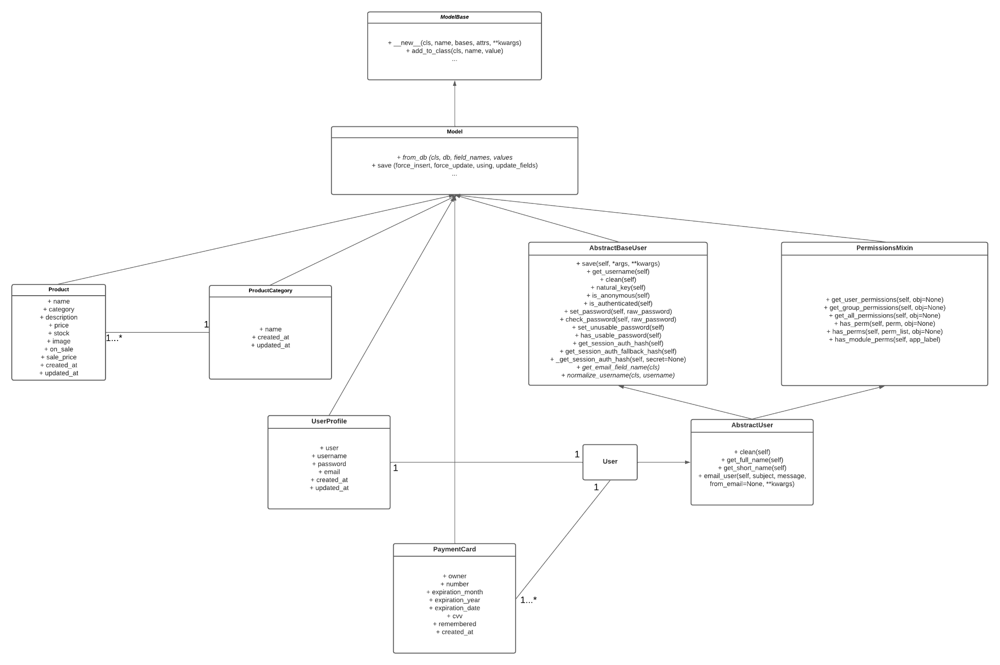 ModelBase
+ __new__(cls, name, bases, attrs, **kwargs)
+ add_to_class(cls, name, value)
...
Model
+ from_db (cls, db, field_names, values
+ save (force_insert, force_update, using, update_fields)
...
Product
+ name
+ category
+ description
+ price
+ stock
+ image
+ on_sale
+ sale_price
+ created_at
+ updated_at
1...*
1
ProductCategory
+ name
+ created_at
+ updated_at
AbstractBaseUser
+ save(self, *args, **kwargs)
+ get_username(self)
+ clean(self)
+ natural_key(self)
+ is_anonymous(self)
+ is_authenticated(self)
+ set_password(self, raw_password)
+ check_password(self, raw_password)
+ set_unusable_password(self)
+ has_usable_password(self)
+ get_session_auth_hash(self)
+ get_session_auth_fallback_hash(self)
+ _get_session_auth_hash(self, secret=None)
+ get_email_field_name(cls)
+ normalize_username(cls, username)
PermissionsMixin
+ get_user_permissions(self, obj=None)
+ get_group_permissions(self, obj=None)
+ get_all_permissions(self, obj=None)
+ has_perm(self, perm, obj=None)
+ has_perms(self, perm_list, obj=None)
+ has_module_perms(self, app_label)
UserProfile
+ user
+ username
+ password
+ email
+ created_at
+ updated_at
1
1
User
1
AbstractUser
+ clean(self)
+ get_full_name(self)
+ get_short_name(self)
+ email_user(self, subject, message,
from_email=None, **kwargs)
PaymentCard
+ owner
+ number
+ expiration_month
+ expiration_year
+ expiration_date
+ cvv
+ remembered
+ created_at
1...*